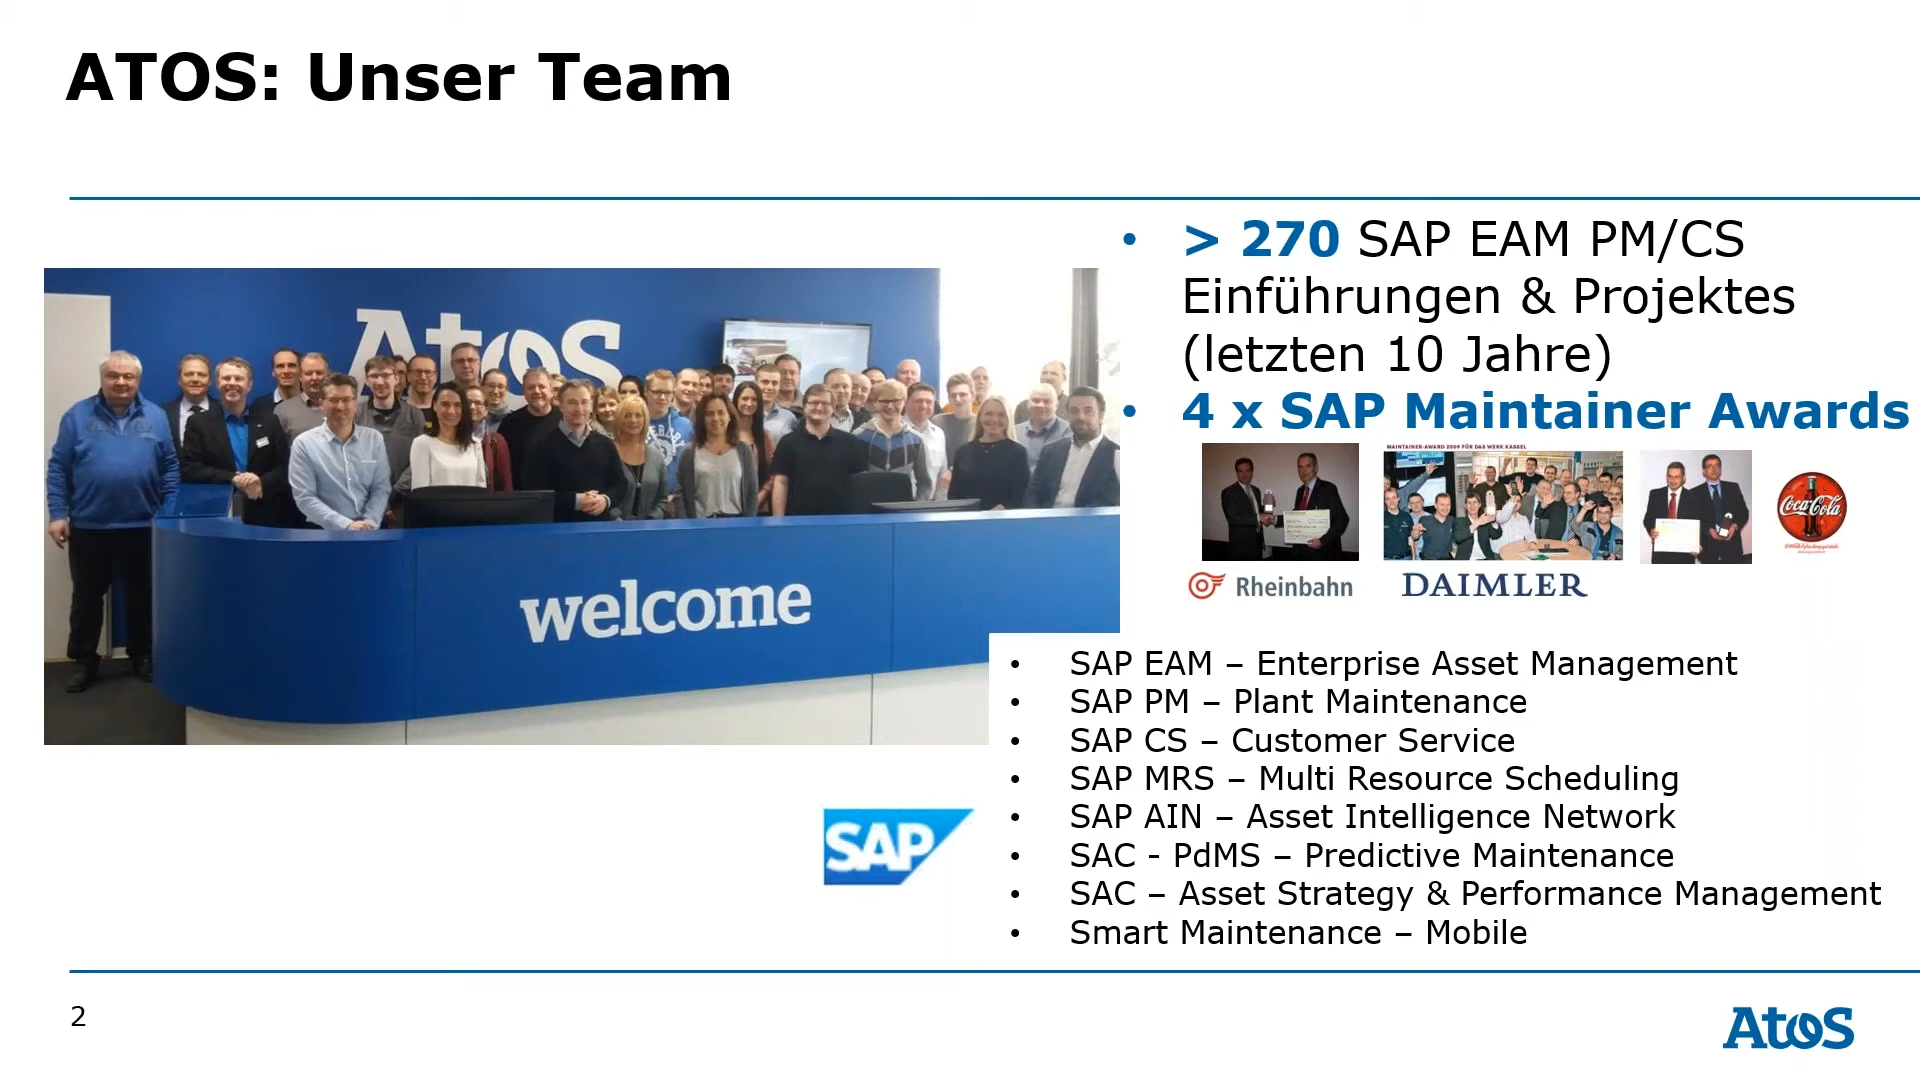 ATOS: Unser Team
• > 270 SAP EAM PM/CS
Einführungen & Projektes
(letzten 10 Jahre)
• 4 x SAP Maintainer Awards
Atos
MAINTAINER-AWARD 2009 FÜR DAS WERK KASSEL
Coca-Cola
Rheinbahn
DAIMLER
welcome
• SAP EAM – Enterprise Asset Management
• SAP PM – Plant Maintenance
• SAP CS – Customer Service
• SAP MRS – Multi Resource Scheduling
• SAP AIN – Asset Intelligence Network
• SAC - PdMS – Predictive Maintenance
• SAC – Asset Strategy & Performance Management
• Smart Maintenance – Mobile
SAP
2
Atos